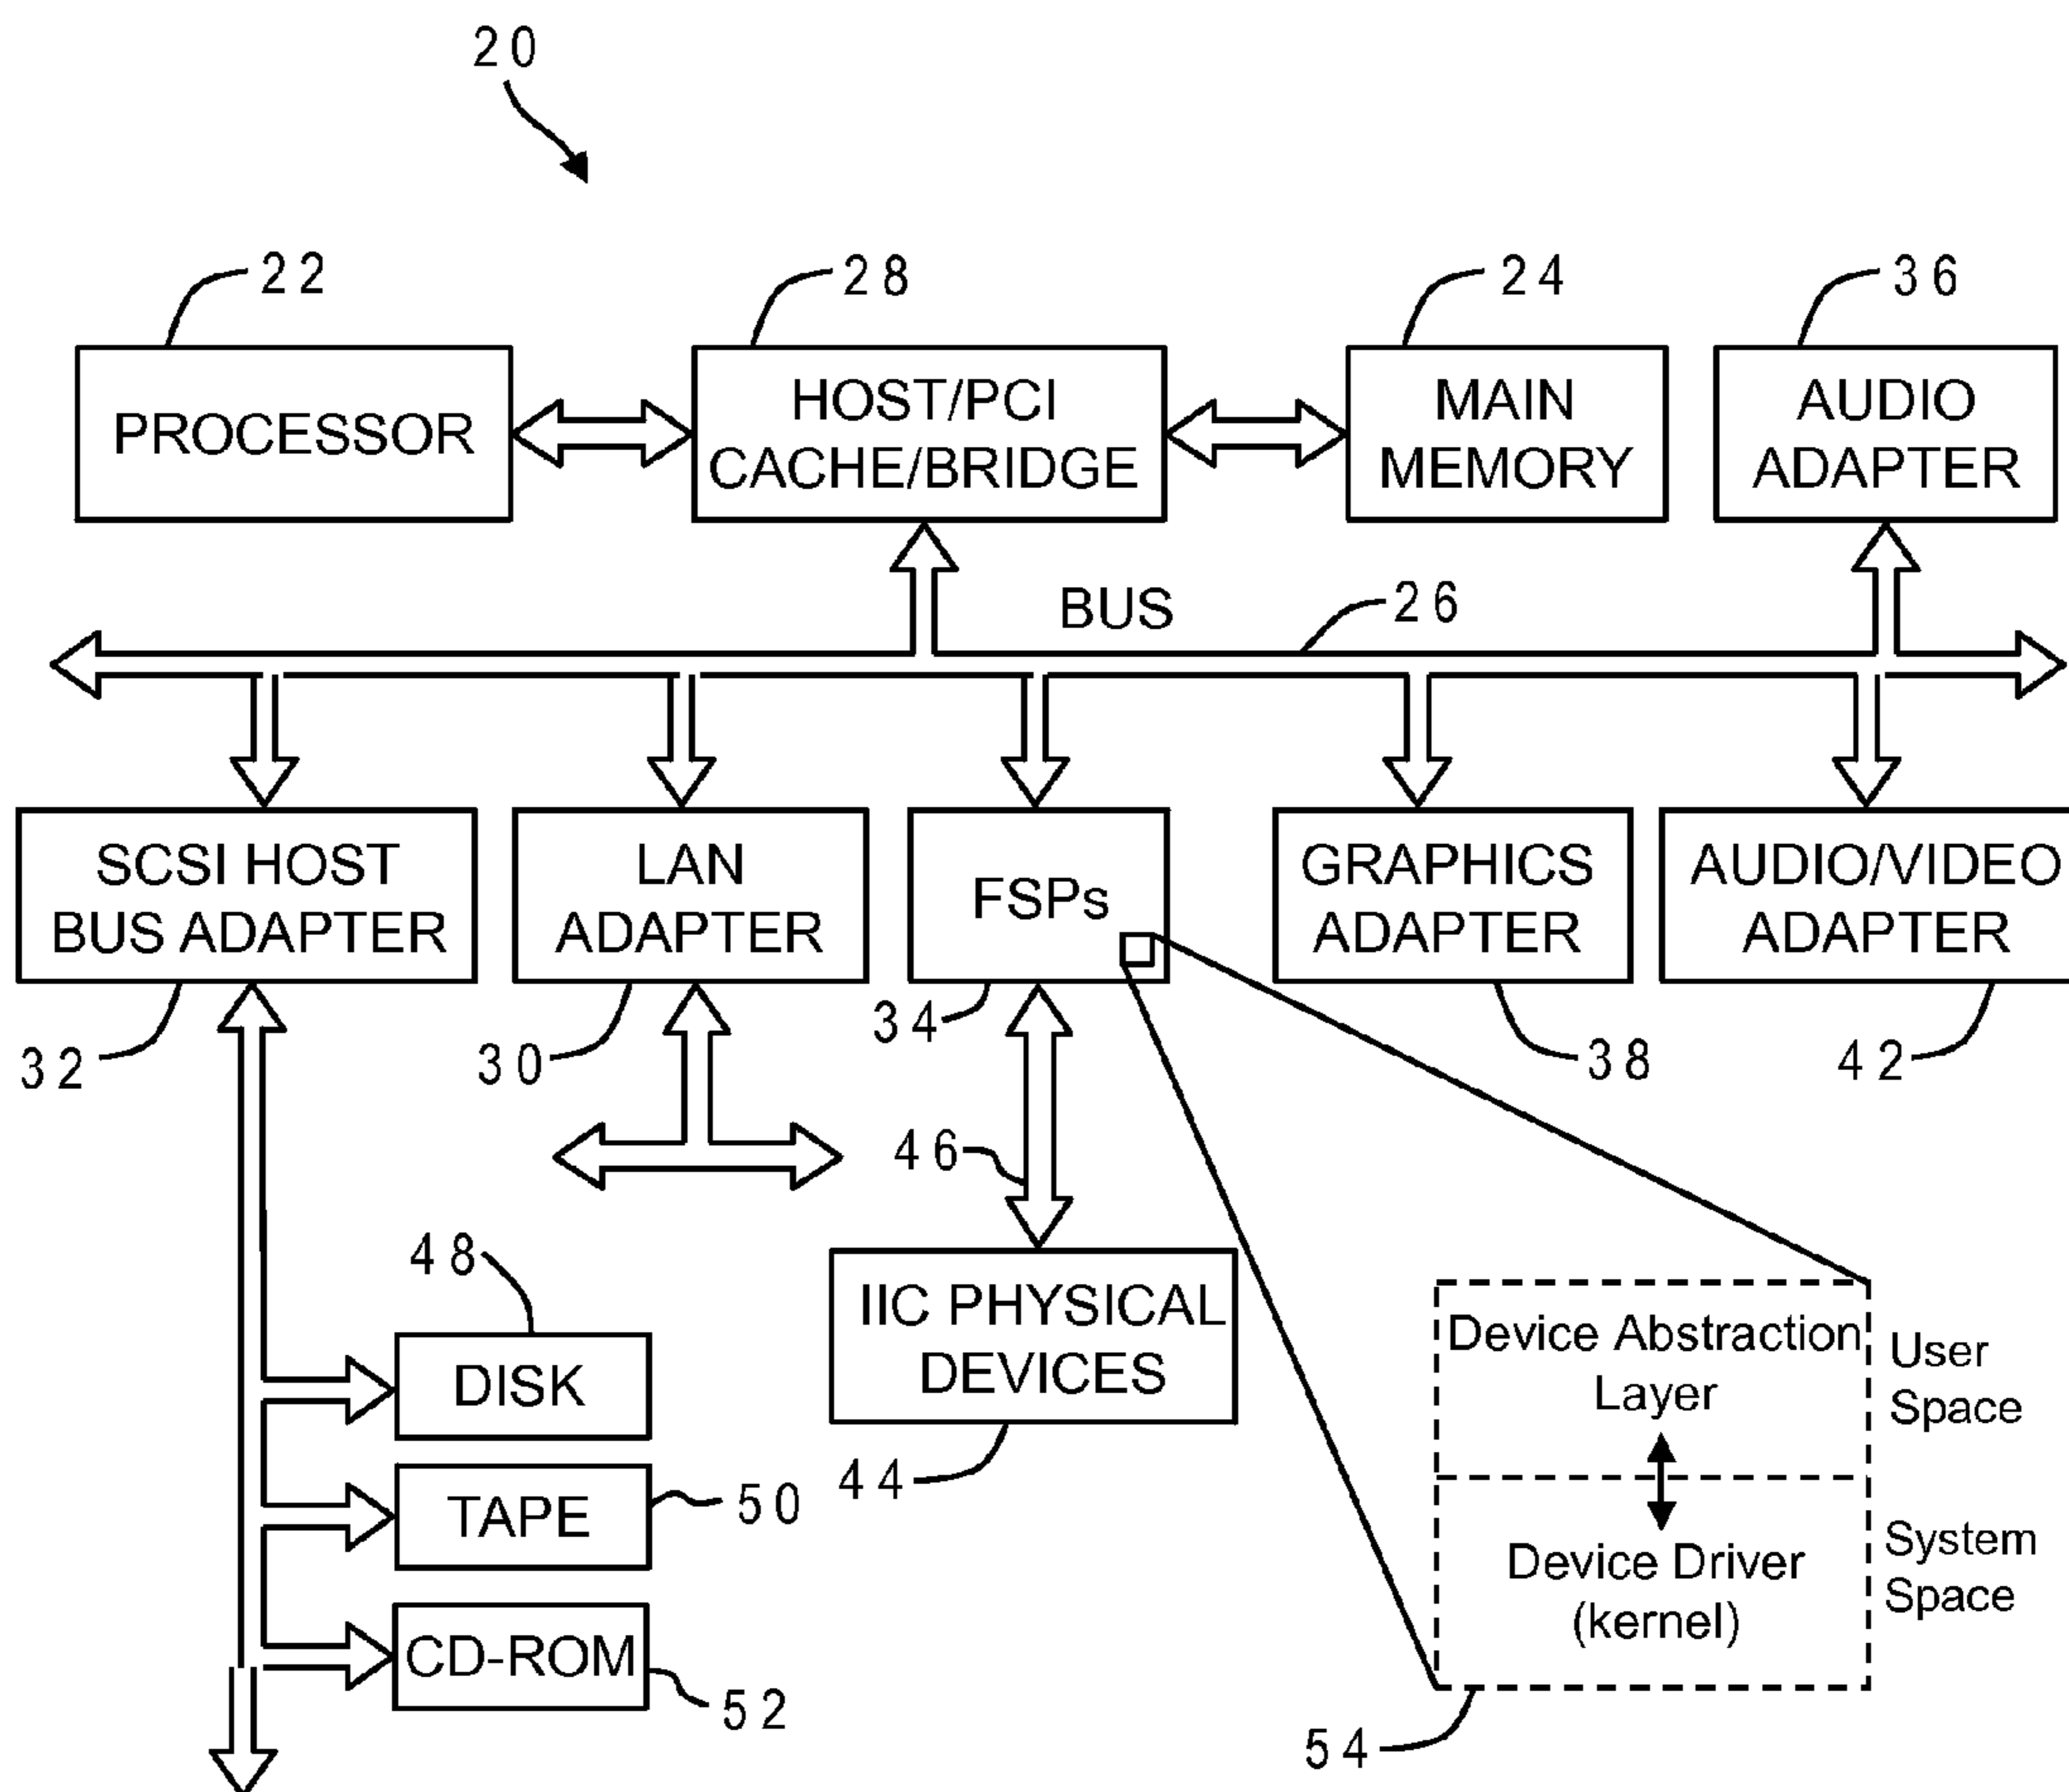 20
22
28
24
36
PROCESSOR
HOST/PCI
CACHE/BRIDGE
MAIN
MEMORY
AUDIO
ADAPTER
BUS
26
SCSI HOST
BUS ADAPTER
LAN
ADAPTER
FSPs
GRAPHICS
ADAPTER
AUDIO/VIDEO
ADAPTER
32
30
34
38
42
46
48
DISK
TAPE
50
CD-ROM
52
IIC PHYSICAL
DEVICES
44
Device Abstraction
Layer
User
Space
Device Driver
(kernel)
System
Space
54